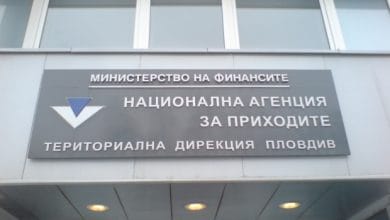 МИНИСТЕРСТВО НА ФИНАНСИТЕ
НАЦИОНАЛНА АГЕНЦИЯ
ЗА ПРИХОДИТЕ
ТЕРИТОРИАЛНА ДИРЕКЦИЯ ПЛОВДИВ